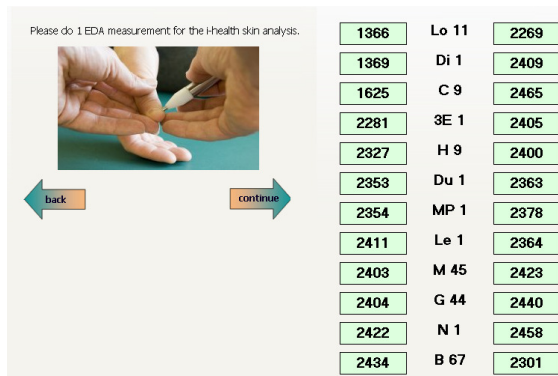 Please do 1 EDA measurement for the i-health skin analysis.
back
continue
1366 Lo 11 2269
1369 Di 1 2409
1625 C 9 2465
2281 3E 1 2405
2327 H 9 2400
2353 Du 1 2363
2354 MP 1 2378
2411 Le 1 2364
2403 M 45 2423
2404 G 44 2440
2422 N 1 2458
2434 B 67 2301